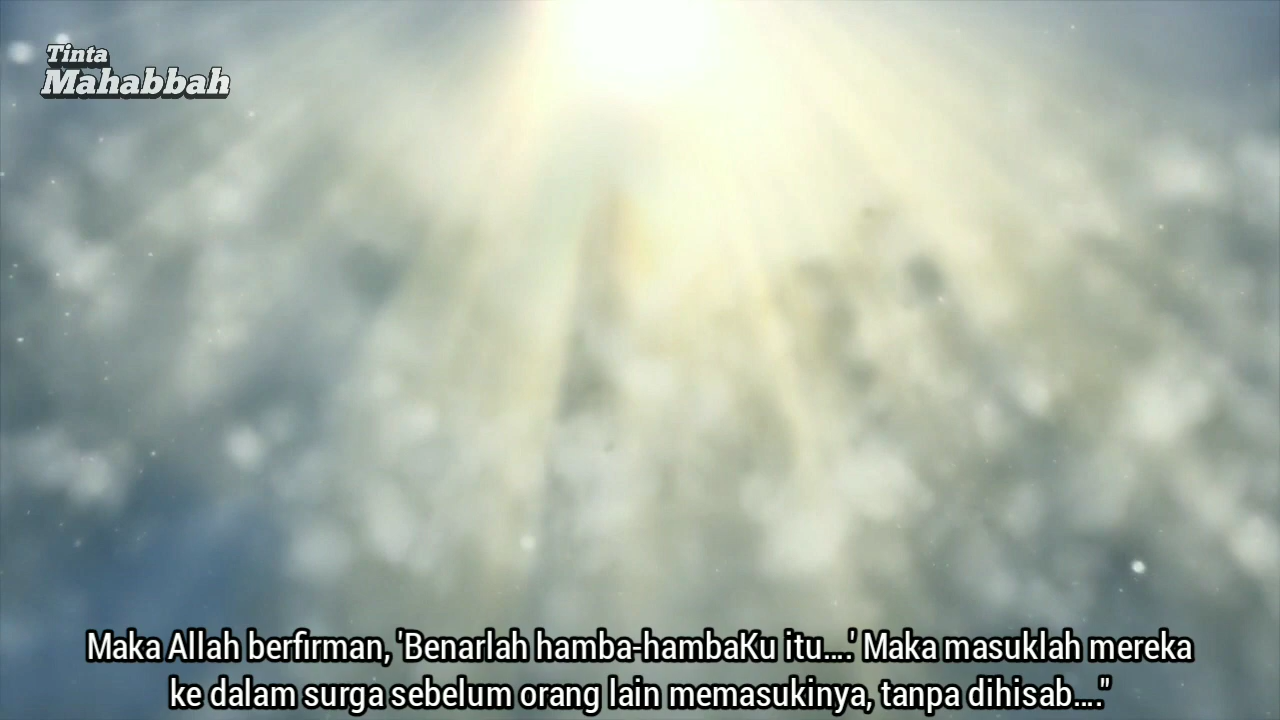 Tinta
Mahabbah
Maka Allah berfirman, 'Benarlah hamba-hambaKu itu....' Maka masuklah mereka
ke dalam surga sebelum orang lain memasukinya, tanpa dihisab...."